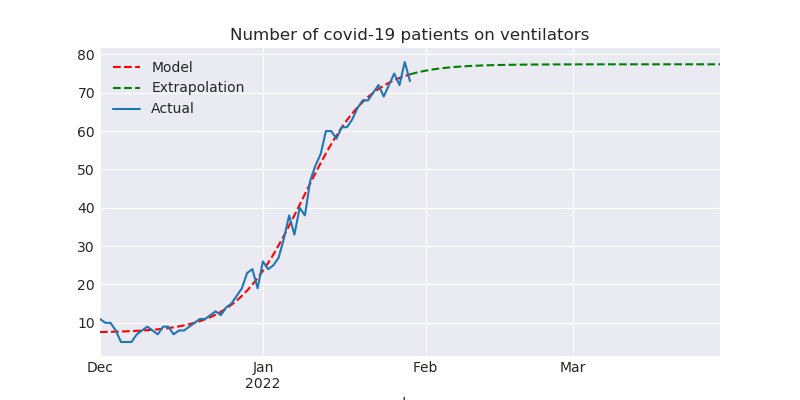 Number of covid-19 patients on ventilators
80
70
60
50
40
30
20
10
Model
Extrapolation
Actual
Dec
Jan
2022
Feb
Mar